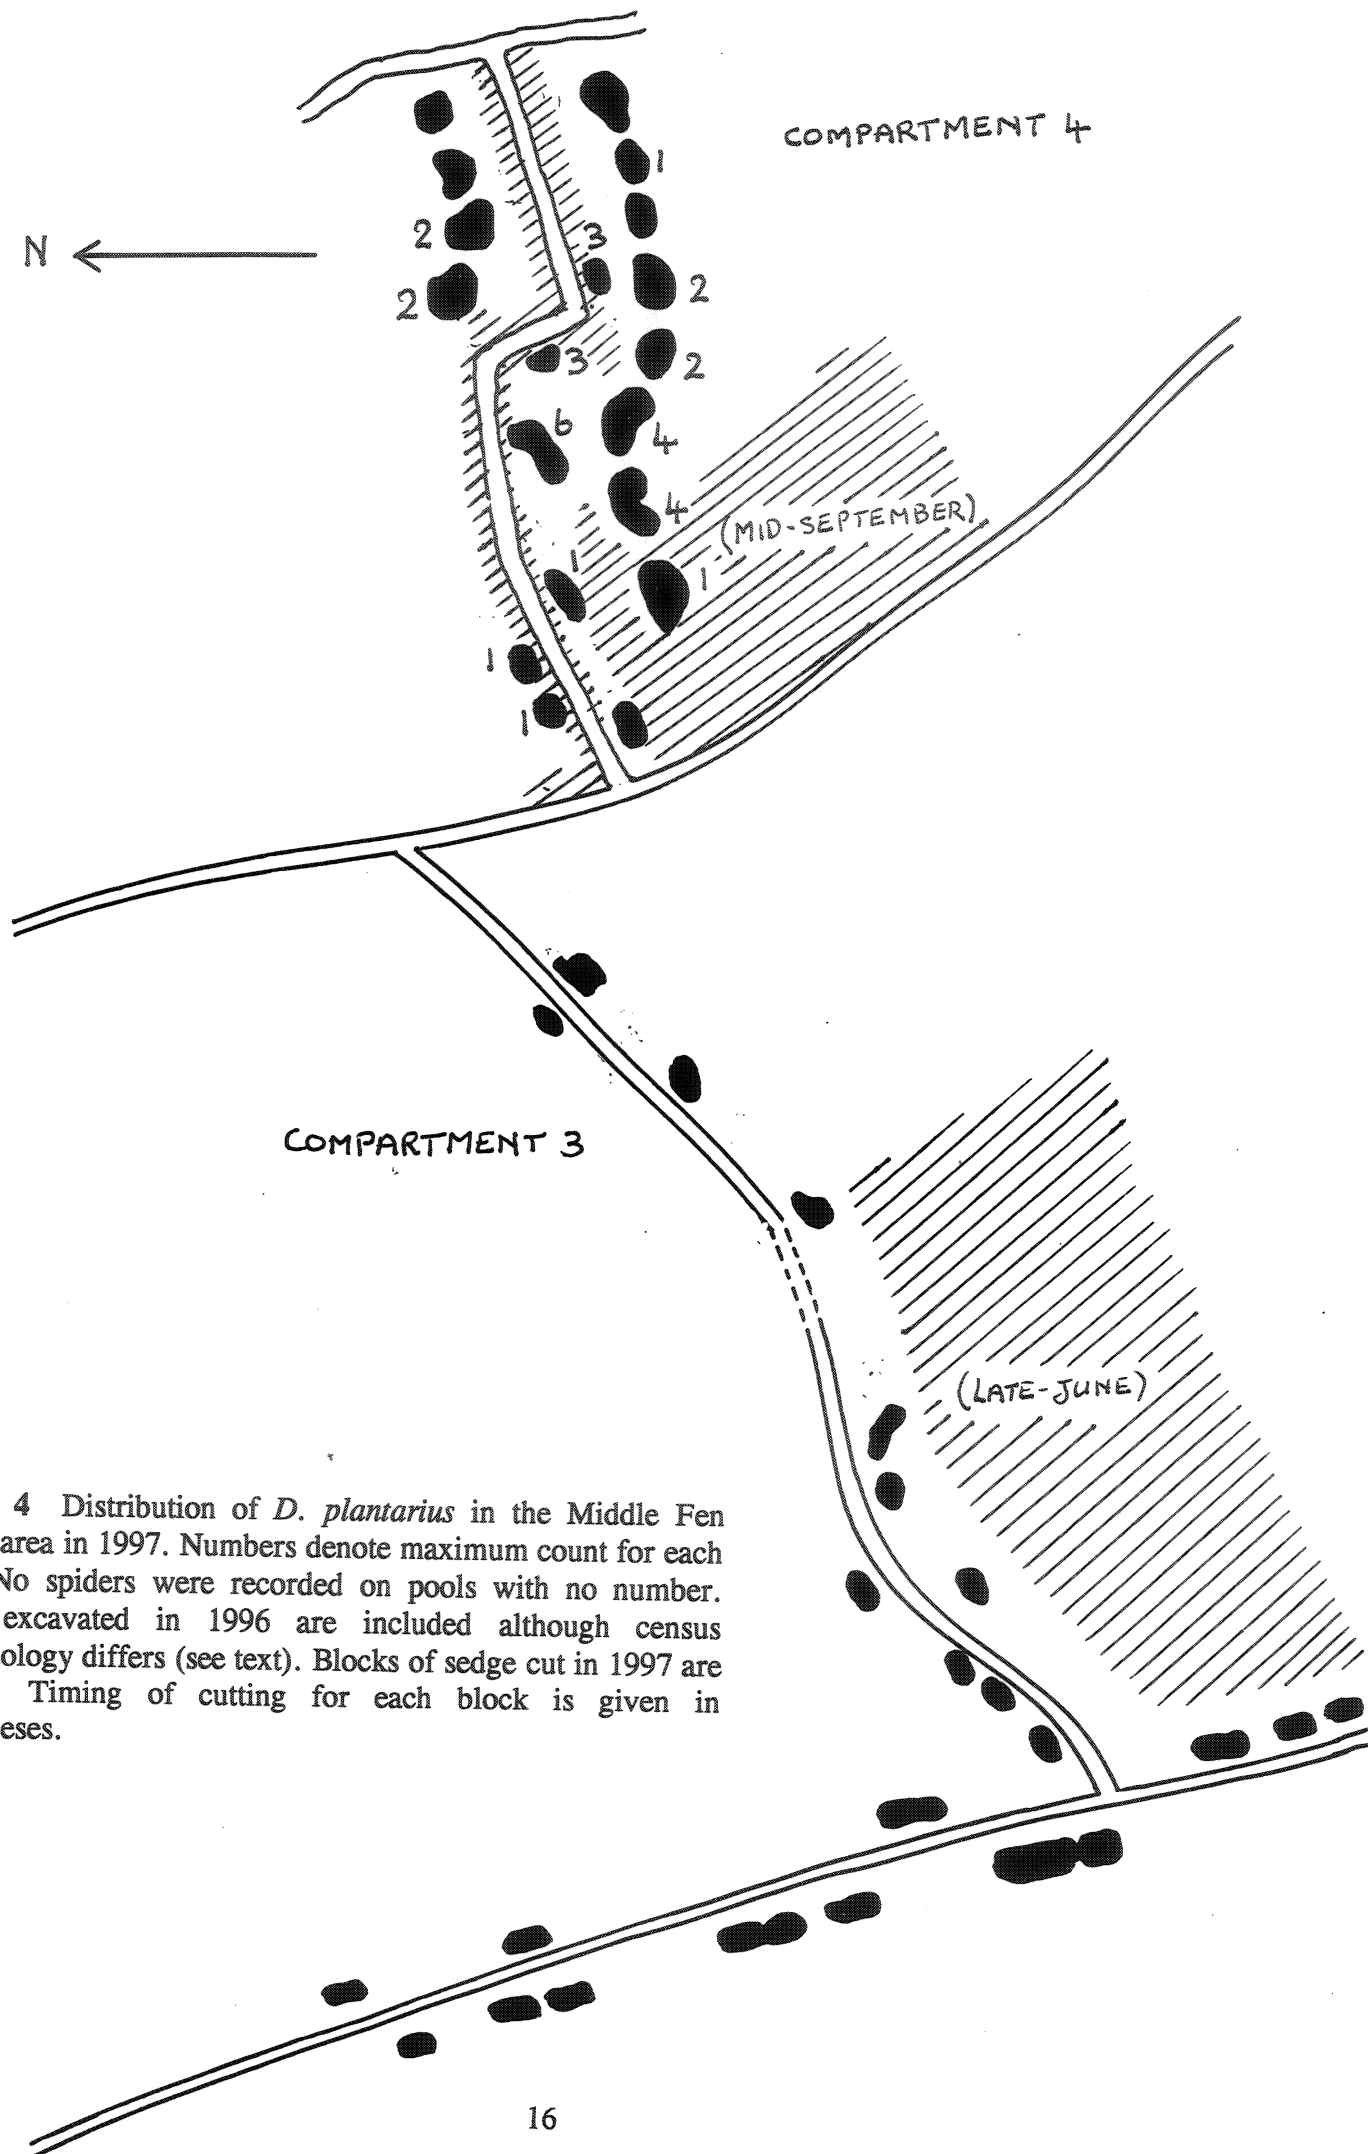 COMPARTMENT 4
1
N
2
3
2
2
2
3
6
4
4
(MID-SEPTEMBER)
1
1
1
1
COMPARTMENT 3
(LATE-JUNE)
4 Distribution of D. plantarius in the Middle Fen
area in 1997. Numbers denote maximum count for each
No spiders were recorded on pools with no number.
excavated in 1996 are included although census
ology differs (see text). Blocks of sedge cut in 1997 are
Timing of cutting for each block is given in
eses.
16